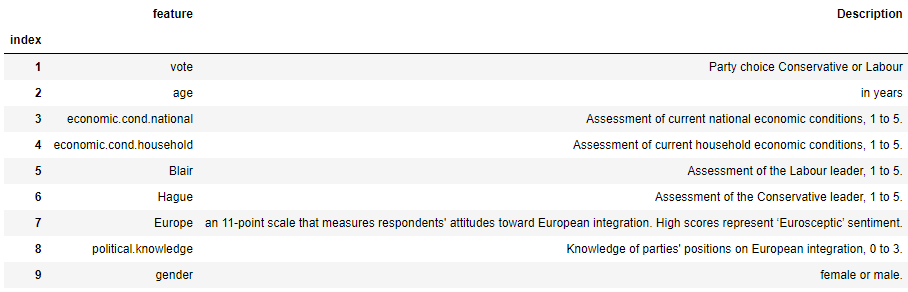 feature Description
index
1 vote Party choice Conservative or Labour
2 age in years
3 economic.cond.national Assessment of current national economic conditions, 1 to 5.
4 economic.cond.household Assessment of current household economic conditions, 1 to 5.
5 Blair Assessment of the Labour leader, 1 to 5.
6 Hague Assessment of the Conservative leader, 1 to 5.
7 Europe an 11-point scale that measures respondents' attitudes toward European integration. High scores represent ‘Eurosceptic’ sentiment.
8 political.knowledge Knowledge of parties' positions on European integration, 0 to 3.
9 gender female or male.